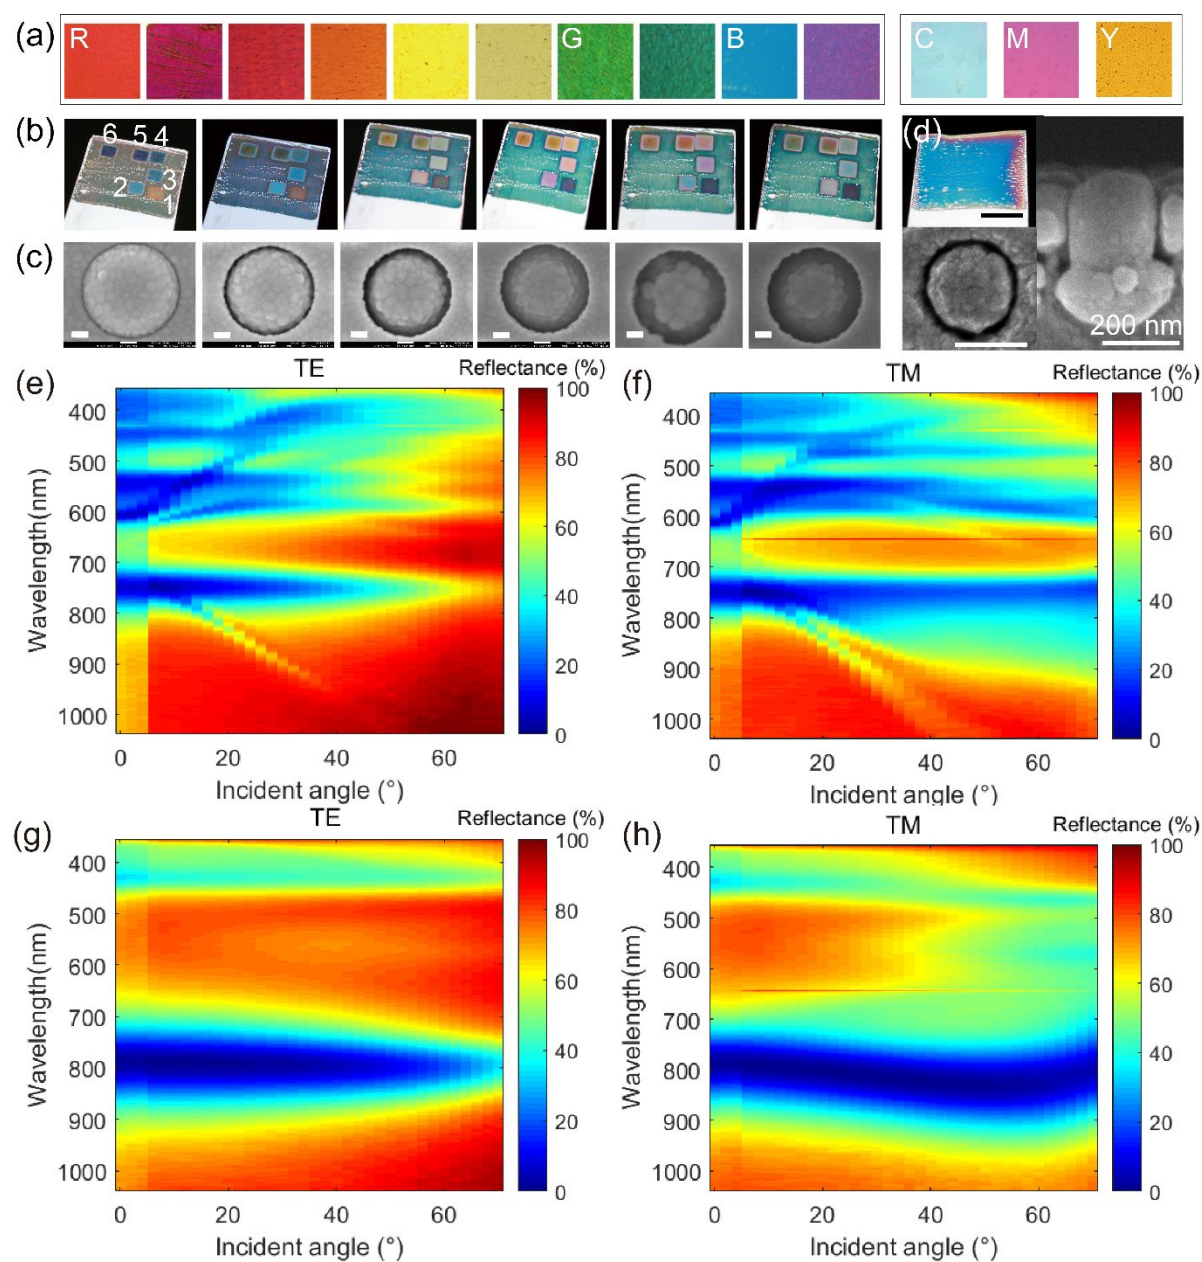 (a)
R
G
B
C
M
Y
(b)
6
5
4
2
3
1
(d)
(c)
200 nm
(e)
TE
Reflectance (%)
Wavelength(nm)
400
500
600
700
800
900
1000
0
20
40
60
Incident angle (°)
100
80
60
40
20
0
(f)
TM
Reflectance (%)
Wavelength(nm)
400
500
600
700
800
900
1000
0
20
40
60
Incident angle (°)
100
80
60
40
20
0
(g)
TE
Reflectance (%)
Wavelength(nm)
400
500
600
700
800
900
1000
0
20
40
60
Incident angle (°)
100
80
60
40
20
0
(h)
TM
Reflectance (%)
Wavelength(nm)
400
500
600
700
800
900
1000
0
20
40
60
Incident angle (°)
100
80
60
40
20
0